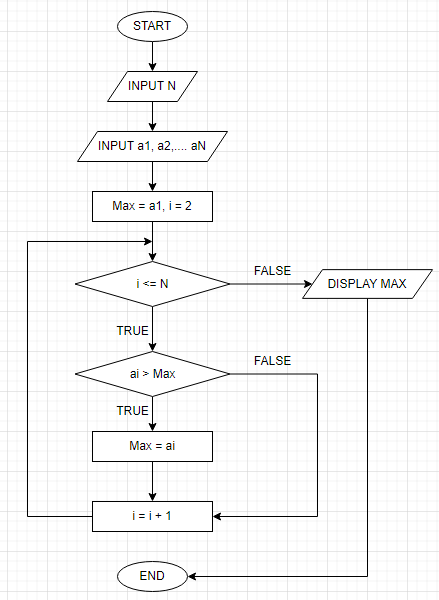 START
INPUT N
INPUT a1, a2,.... aN
Max = a1, i = 2
i <= N
FALSE
DISPLAY MAX
TRUE
ai > Max
FALSE
TRUE
Max = ai
i = i + 1
END